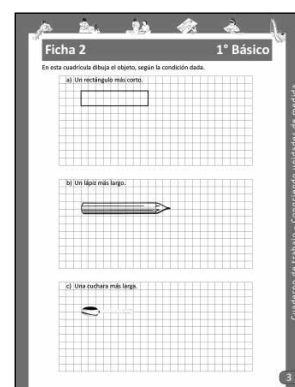 Ficha 2
1° Básico
En esta cuadrícula dibuja el objeto, según la condición dada.
a) Un rectángulo más corto.
b) Un lápiz más largo.
c) Una cuchara más larga.
Cuaderno de trabajo - Conociendo unidades de medida
3